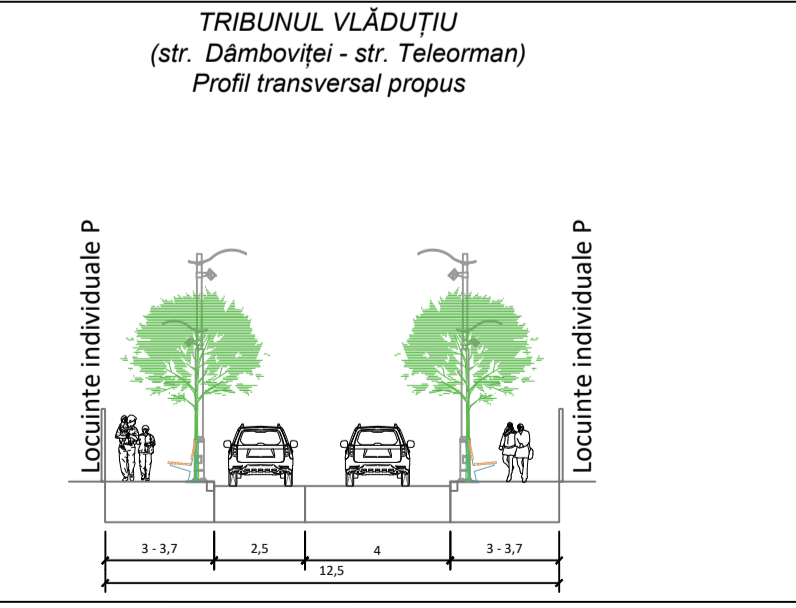 TRIBUNUL VLĂDUȚIU
(str. Dâmboviței - str. Teleorman)
Profil transversal propus
Locuinte individuale P
Locuinte individuale P
3 - 3,7
2,5
4
3 - 3,7
12,5